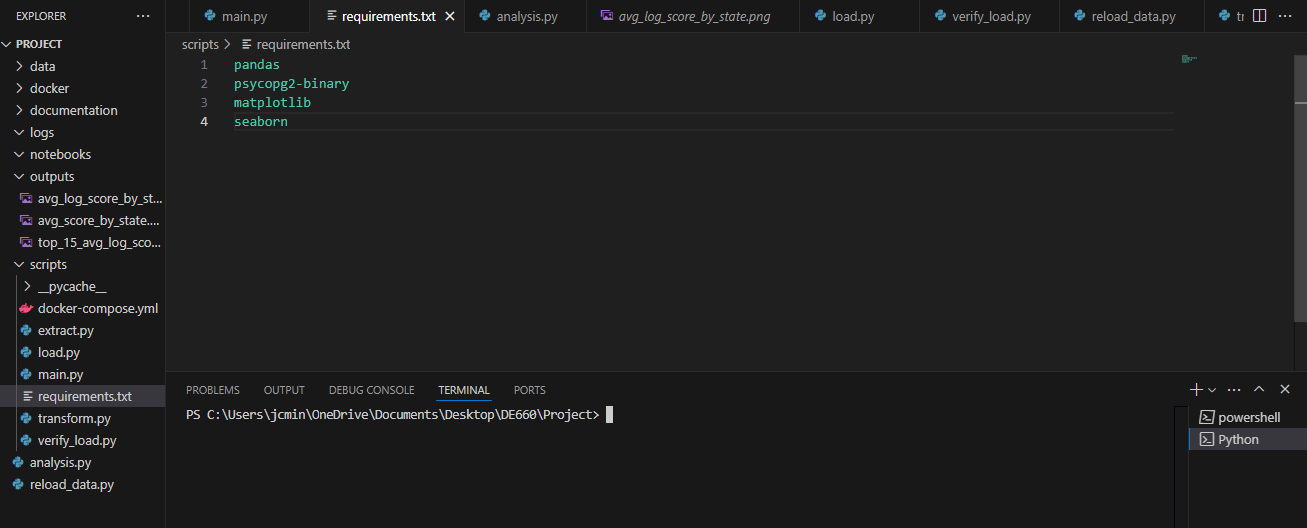 EXPLORER
PROJECT
data
docker
documentation
logs
notebooks
outputs
avg_log_score_by_st...
avg_score_by_state....
top_15_avg_log_sco...
scripts
__pycache__
docker-compose.yml
extract.py
load.py
main.py
requirements.txt
transform.py
verify_load.py
analysis.py
reload_data.py
main.py requirements.txt analysis.py avg_log_score_by_state.png load.py verify_load.py reload_data.py
scripts > requirements.txt
1 pandas
2 psycopg2-binary
3 matplotlib
4 seaborn
PROBLEMS OUTPUT DEBUG CONSOLE TERMINAL PORTS
PS C:\Users\jcmin\OneDrive\Documents\Desktop\DE660\Project>
powershell
Python